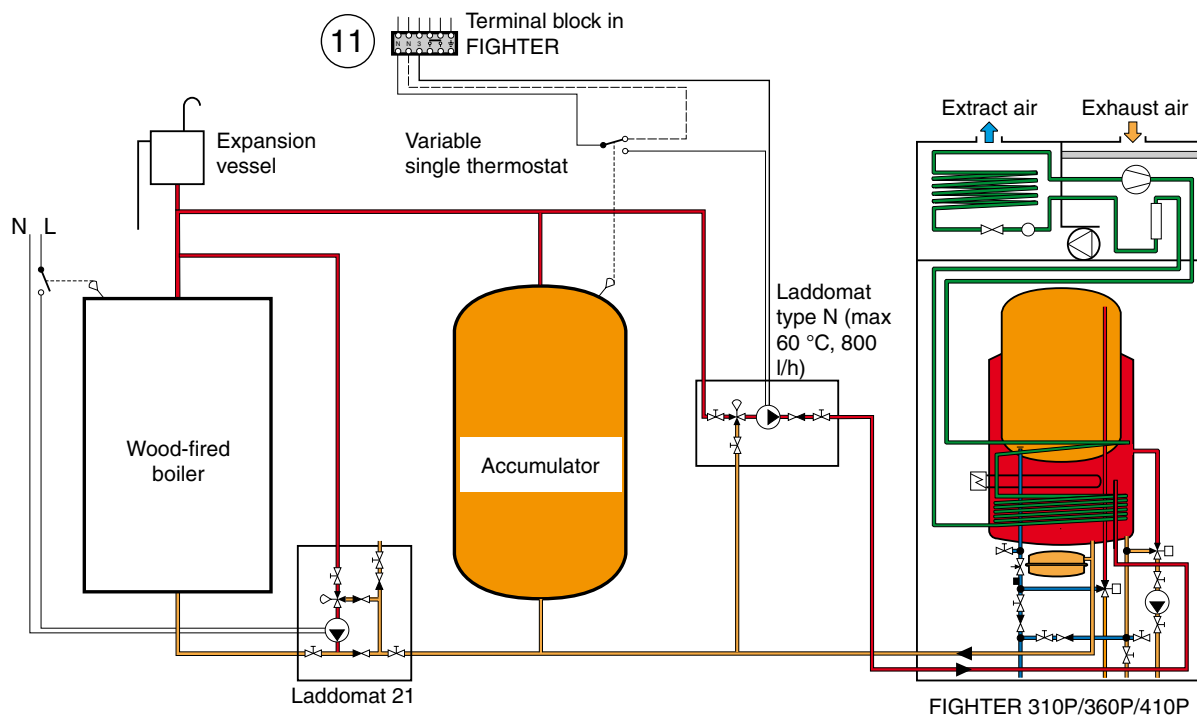 11
Terminal block in
FIGHTER
N N 3
Extract air
Exhaust air
Expansion
vessel
Variable
single thermostat
N L
Laddomat
type N (max
60 °C, 800
l/h)
Wood-fired
boiler
Accumulator
Laddomat 21
FIGHTER 310P/360P/410P